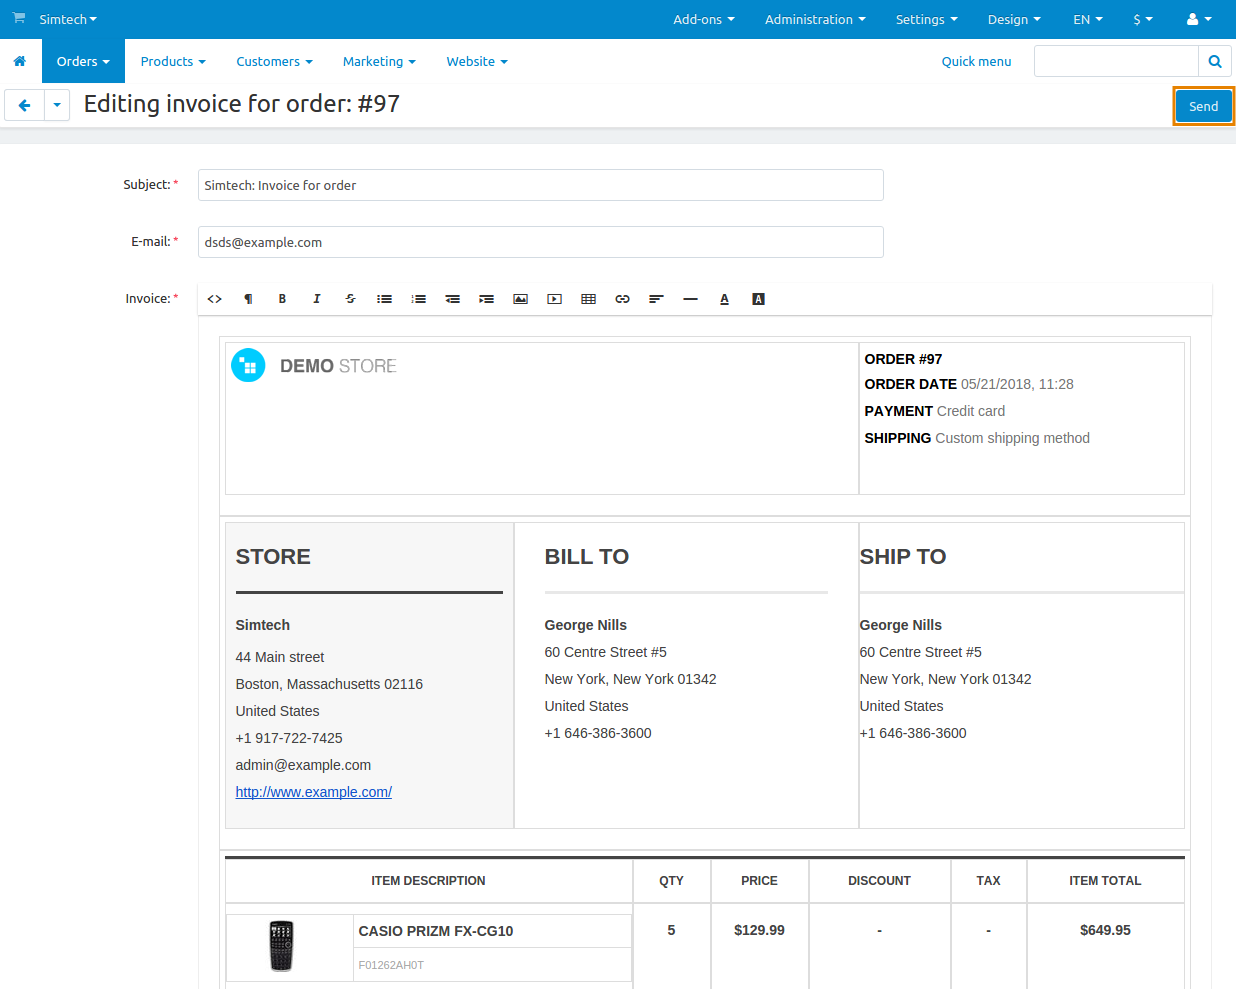 Simtech Add-ons Administration Settings Design EN $
Orders Products Customers Marketing Website Quick menu
Editing invoice for order: #97 Send
Subject: * Simtech: Invoice for order
E-mail: * dsds@example.com
Invoice: * <> ¶ B I S A A
DEMO STORE
ORDER #97
ORDER DATE 05/21/2018, 11:28
PAYMENT Credit card
SHIPPING Custom shipping method
STORE
Simtech
44 Main street
Boston, Massachusetts 02116
United States
+1 917-722-7425
admin@example.com
http://www.example.com/
BILL TO
George Nills
60 Centre Street #5
New York, New York 01342
United States
+1 646-386-3600
SHIP TO
George Nills
60 Centre Street #5
New York, New York 01342
United States
+1 646-386-3600
ITEM DESCRIPTION QTY PRICE DISCOUNT TAX ITEM TOTAL
CASIO PRIZM FX-CG10 5 $129.99 - - $649.95
F01262AH0T